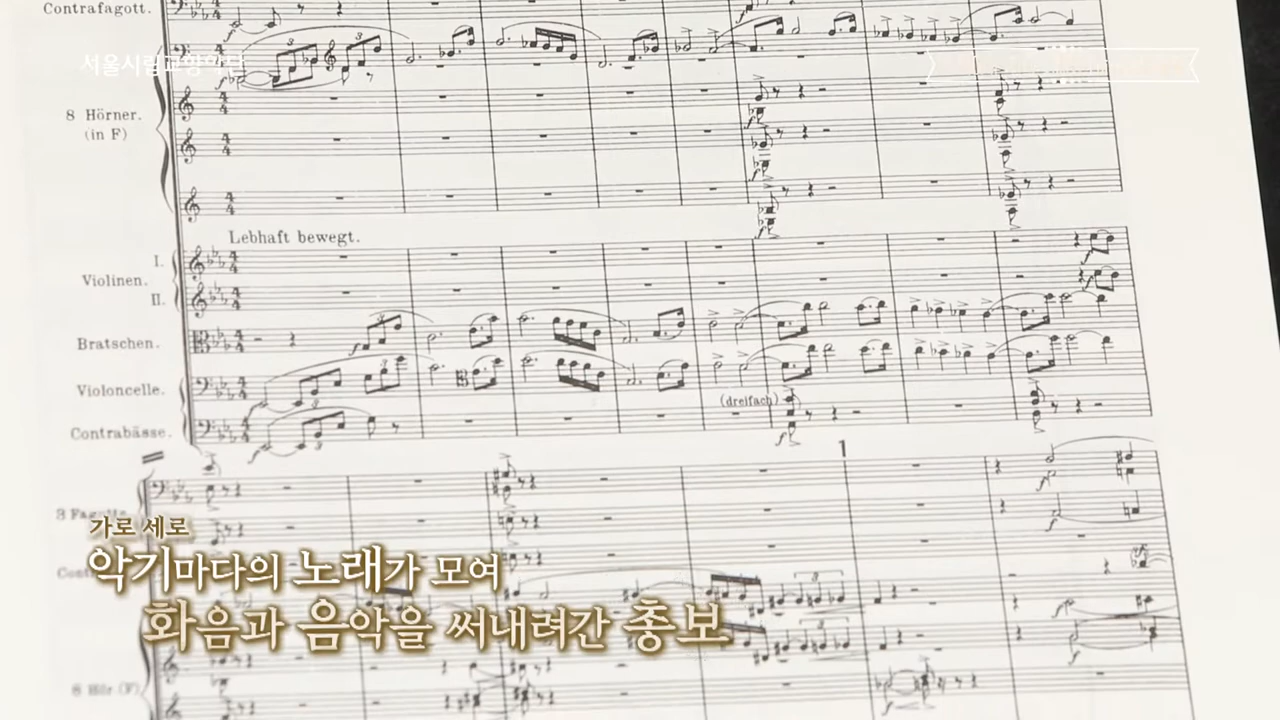 Contrafagott.
서울시립교향악단
8 Hörner.
(in F)
Lebhaft bewegt.
I.
Violinen.
II.
Bratschen.
Violoncelle.
(dreifach)
Contrabässe.
1
3 Fagotte
가로 세로
악기마다의 노래가 모여
화음과 음악을 써내려간 총보
8 Hör. (F)